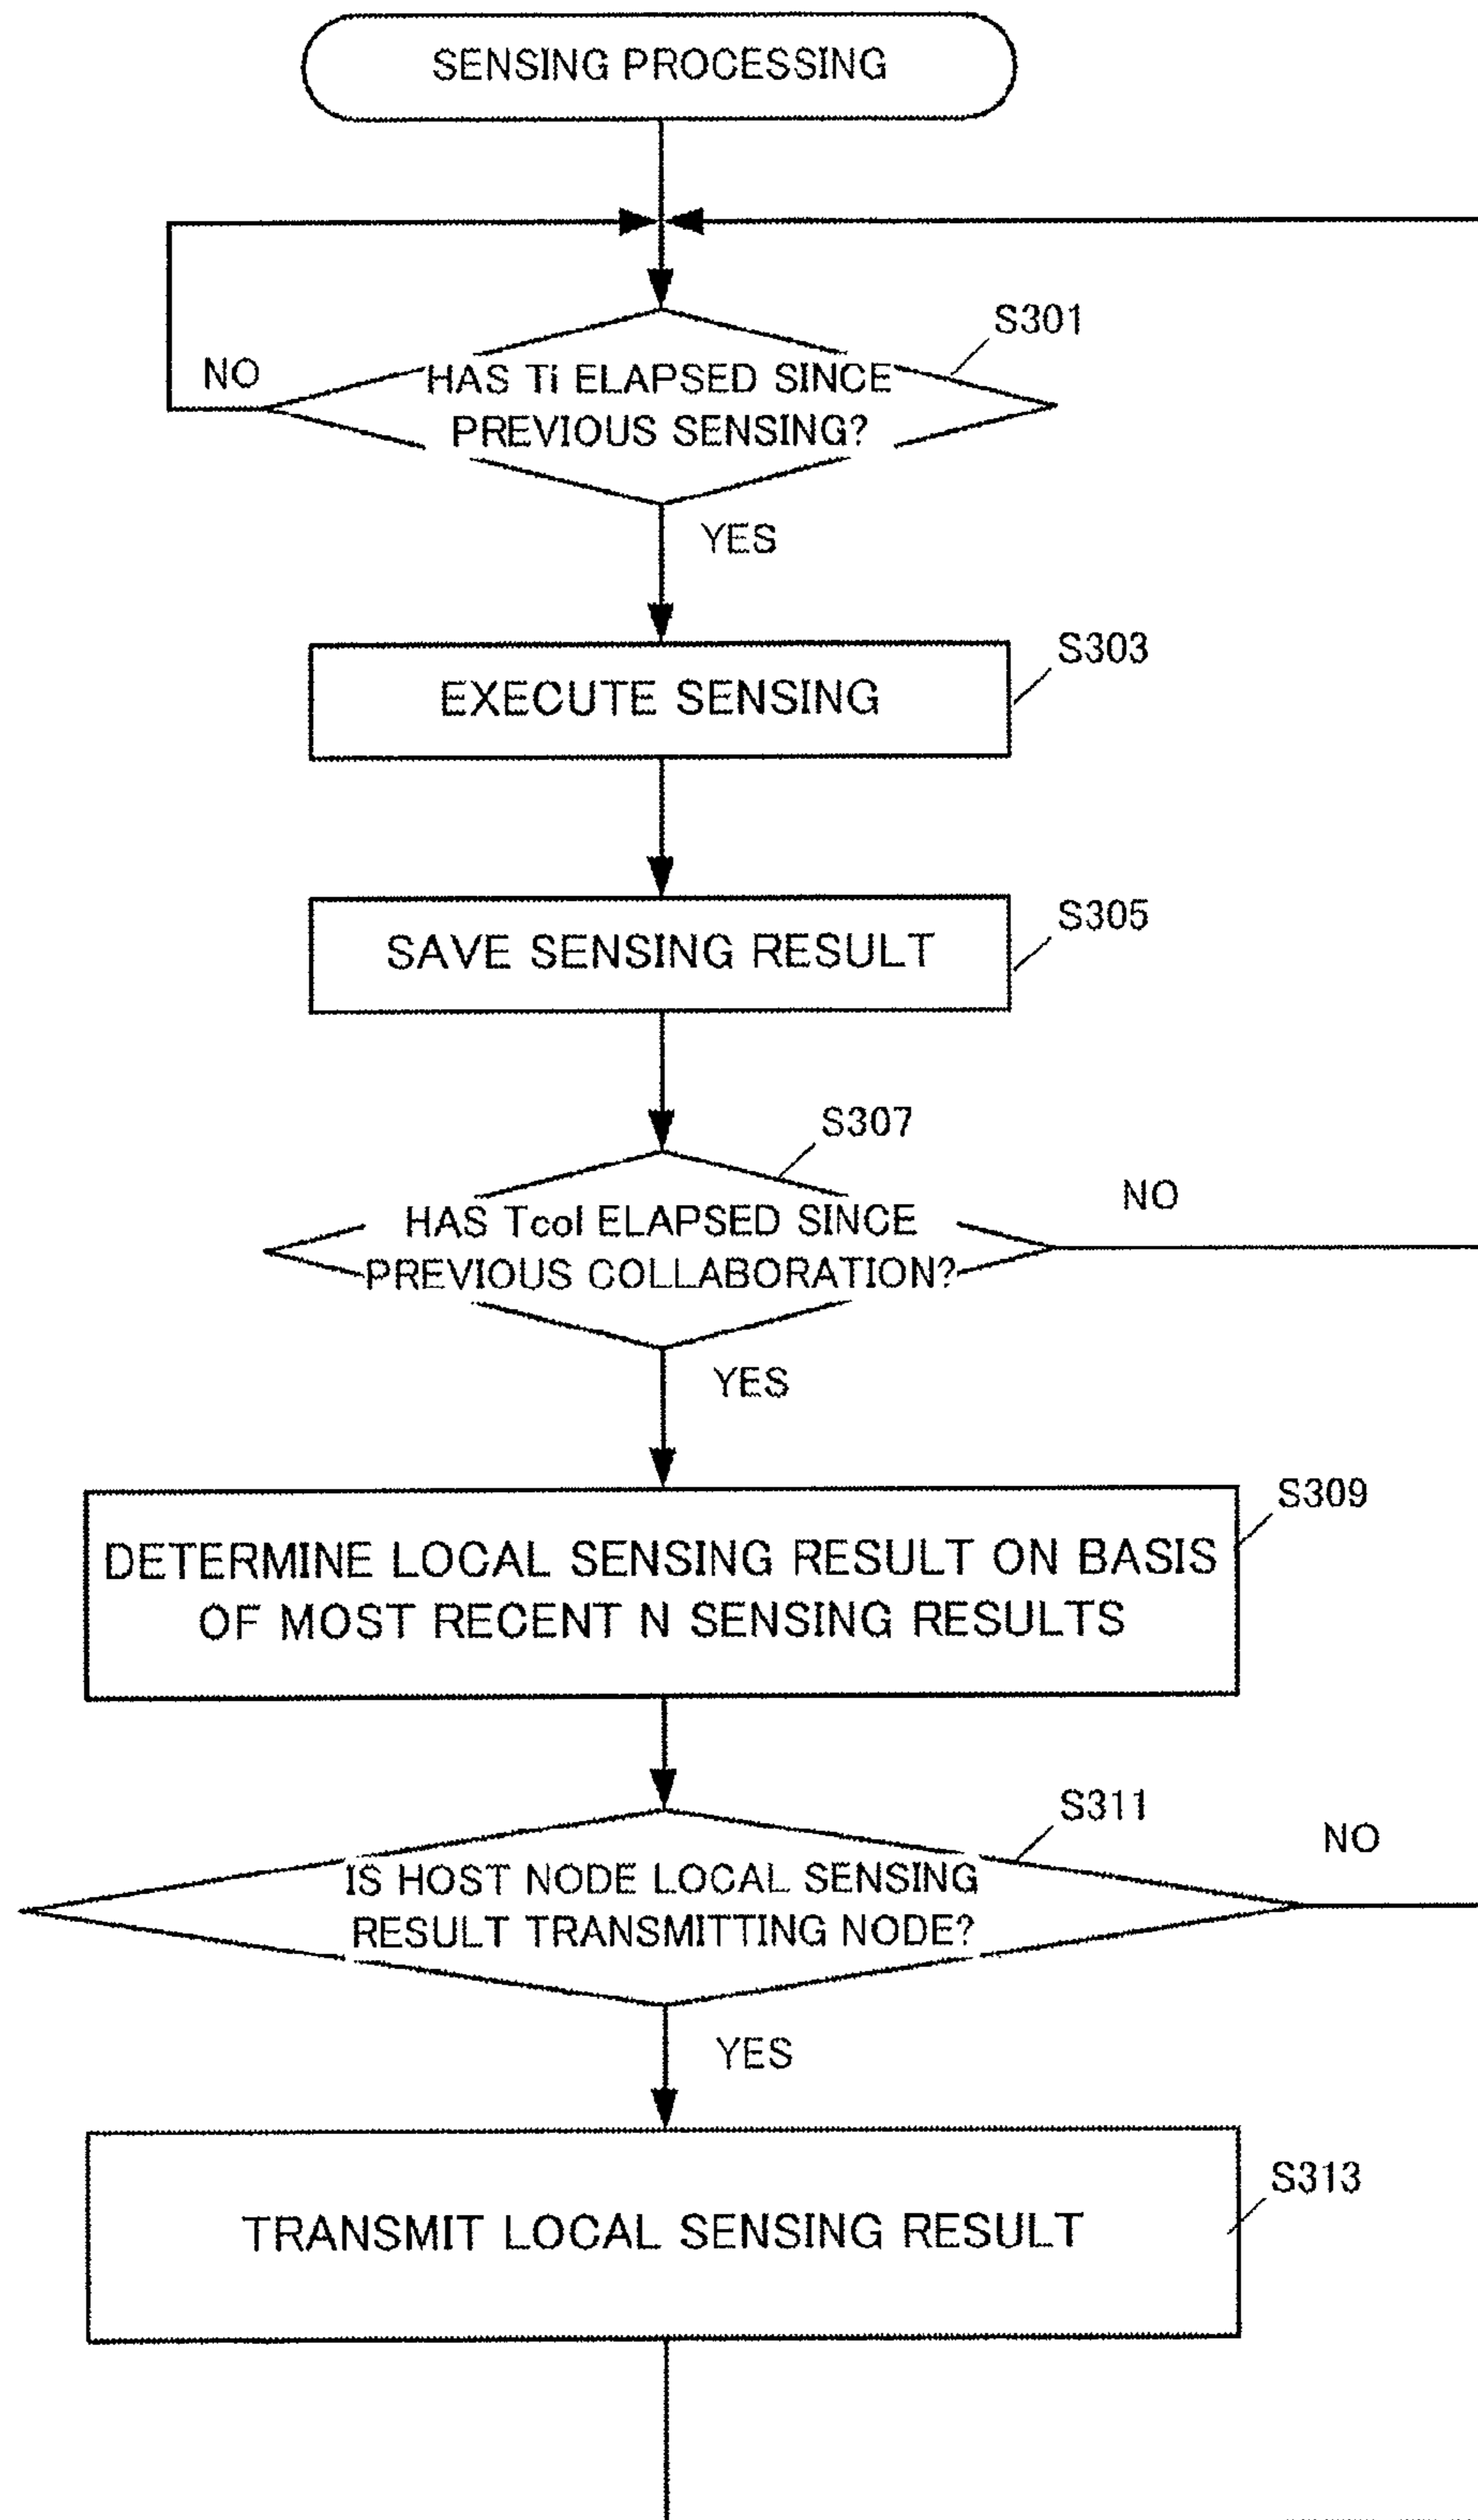 SENSING PROCESSING
S301
NO
HAS Ti ELAPSED SINCE
PREVIOUS SENSING?
YES
S303
EXECUTE SENSING
S305
SAVE SENSING RESULT
S307
NO
HAS Tcol ELAPSED SINCE
PREVIOUS COLLABORATION?
YES
S309
DETERMINE LOCAL SENSING RESULT ON BASIS
OF MOST RECENT N SENSING RESULTS
S311
NO
IS HOST NODE LOCAL SENSING
RESULT TRANSMITTING NODE?
YES
S313
TRANSMIT LOCAL SENSING RESULT